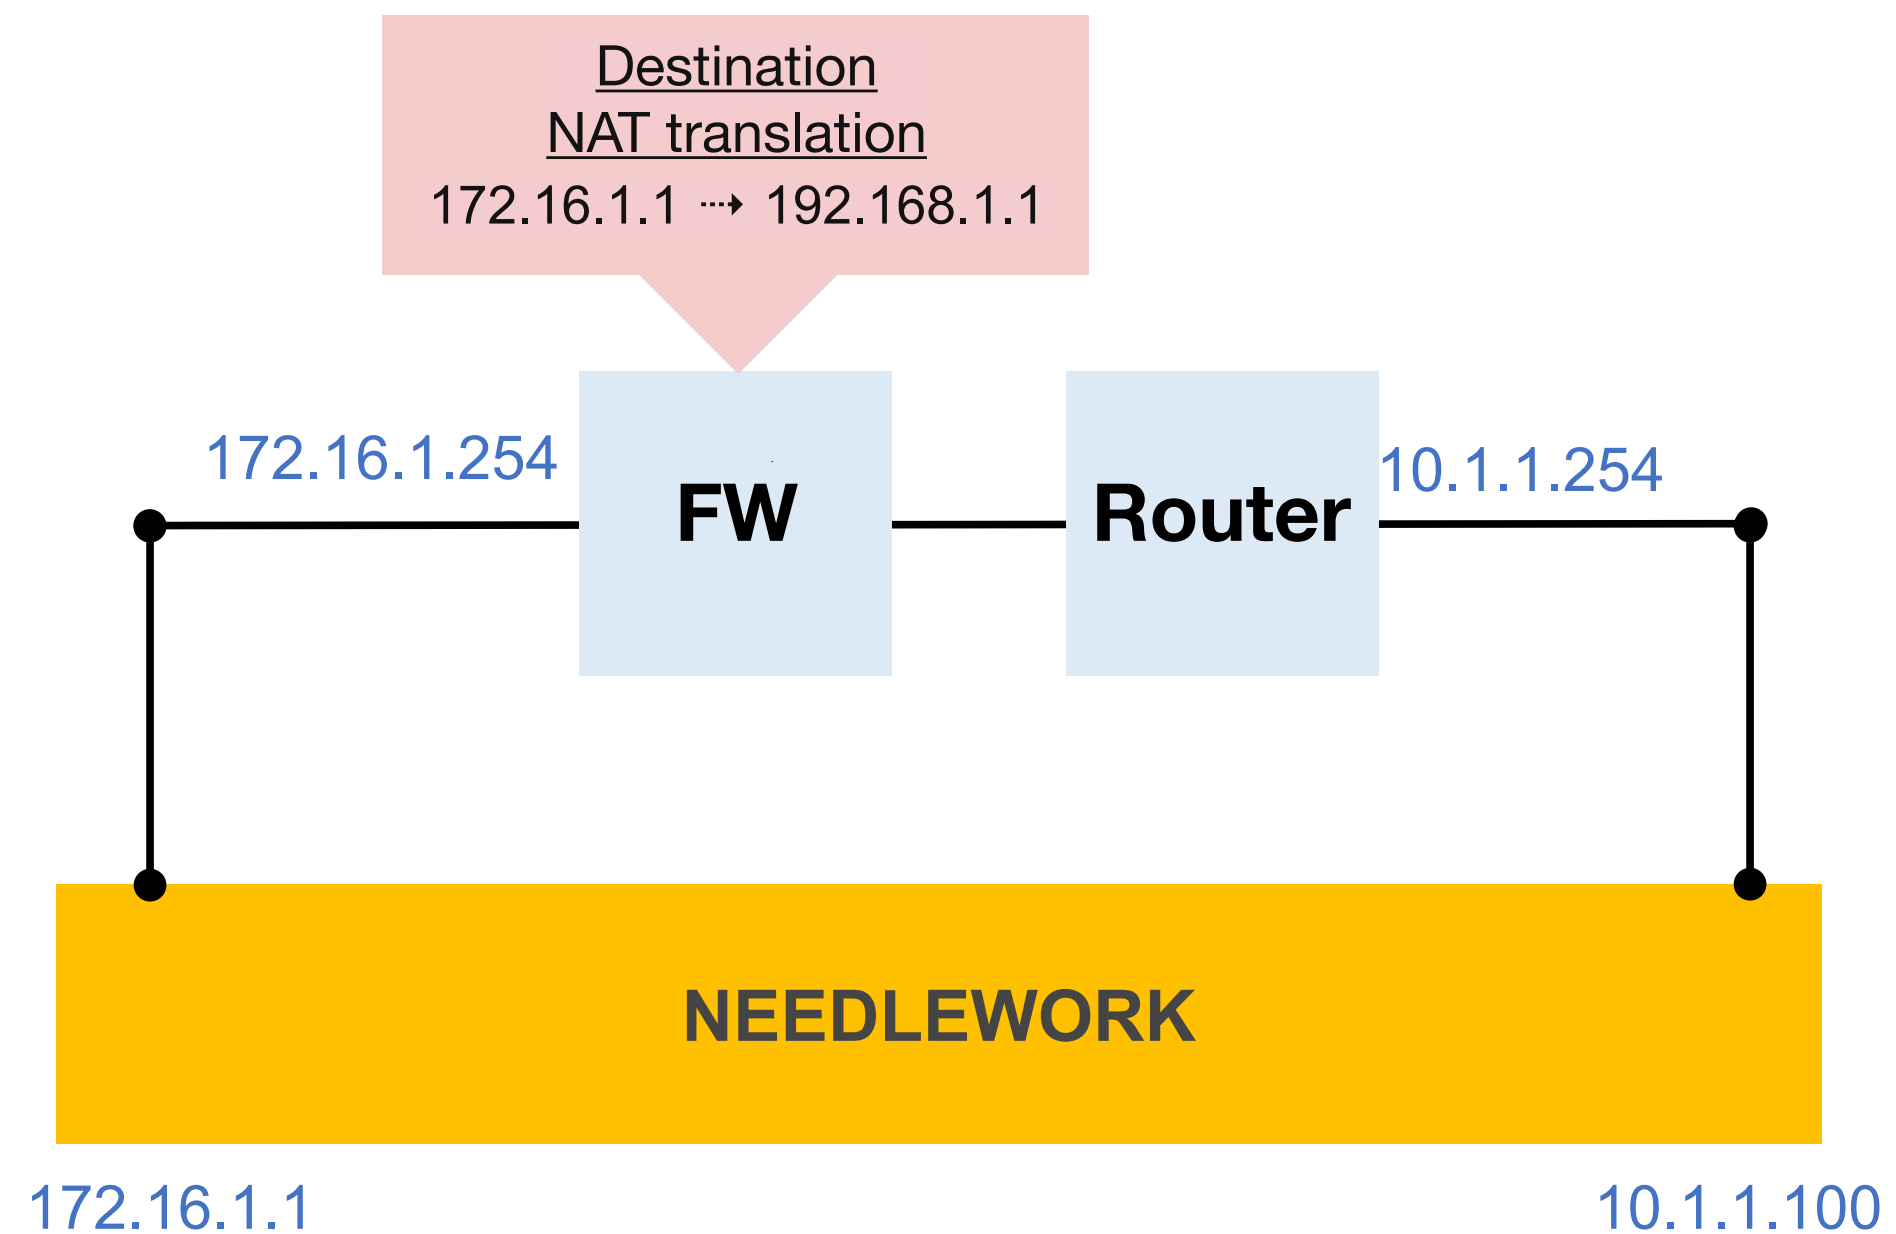 Destination
NAT translation
172.16.1.1 ⇢ 192.168.1.1
172.16.1.254
10.1.1.254
FW
Router
NEEDLEWORK
172.16.1.1
10.1.1.100